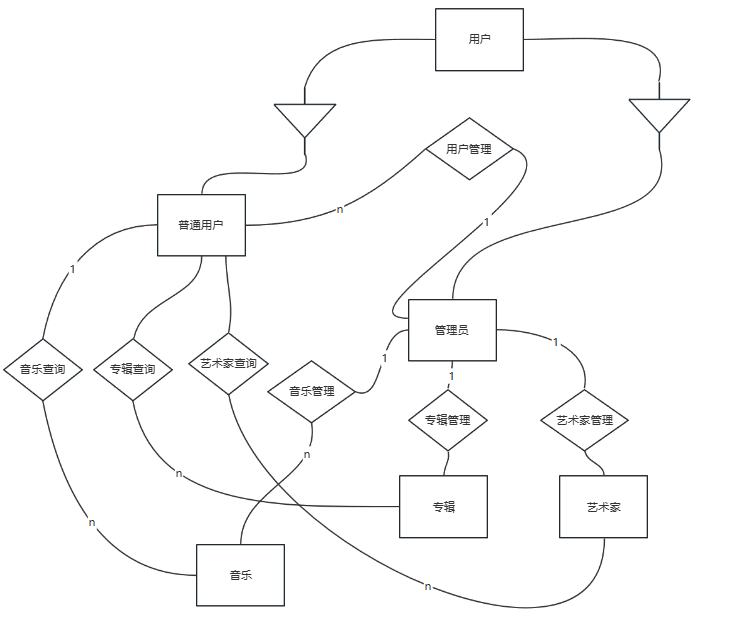 用户
用户管理
n
普通用户
1
1
管理员
1
1
1
音乐查询
专辑查询
艺术家查询
音乐管理
专辑管理
艺术家管理
n
n
专辑
艺术家
n
音乐
n